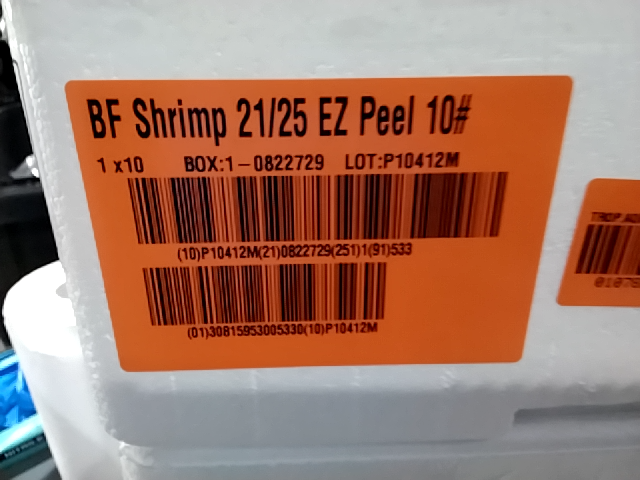 BF Shrimp 21/25 EZ Peel 10#
1 x10 BOX:1-0822729 LOT:P10412M
(10)P10412M(21)0822729(251)1(91)533
(01)30815953005330(10)P10412M